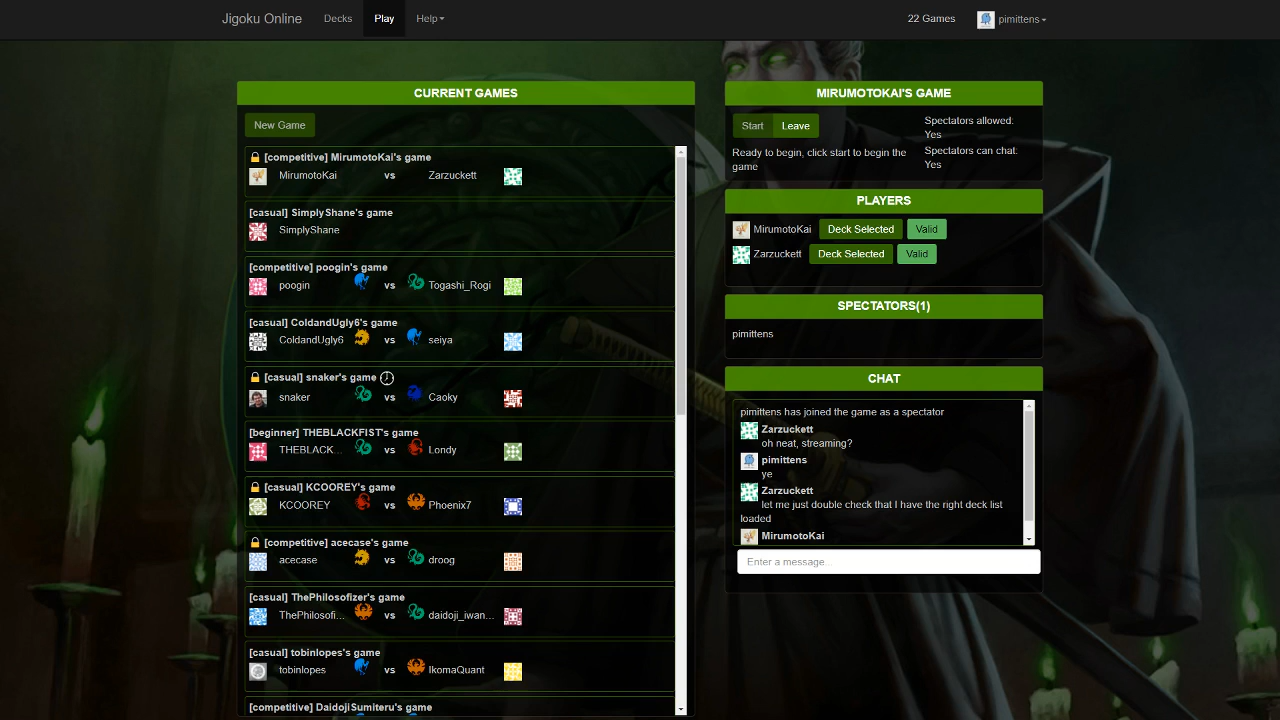 Jigoku Online Decks Play Help 22 Games pimittens
CURRENT GAMES
New Game
[competitive] MirumotoKai's game
MirumotoKai vs Zarzuckett
[casual] SimplyShane's game
SimplyShane
[competitive] poogin's game
poogin vs Togashi_Rogi
[casual] ColdandUgly6's game
ColdandUgly6 vs seiya
[casual] snaker's game
snaker vs Caoky
[beginner] THEBLACKFIST's game
THEBLACK... vs Londy
[casual] KCOOREY's game
KCOOREY vs Phoenix7
[competitive] acecase's game
acecase vs droog
[casual] ThePhilosofizer's game
ThePhilosofi... vs daidoji_iwan...
[casual] tobinlopes's game
tobinlopes vs IkomaQuant
[competitive] DaidojiSumiteru's game
MIRUMOTOKAI'S GAME
Start Leave
Ready to begin, click start to begin the
game
Spectators allowed:
Yes
Spectators can chat:
Yes
PLAYERS
MirumotoKai Deck Selected Valid
Zarzuckett Deck Selected Valid
SPECTATORS(1)
pimittens
CHAT
pimittens has joined the game as a spectator
Zarzuckett
oh neat, streaming?
pimittens
ye
Zarzuckett
let me just double check that I have the right deck list
loaded
MirumotoKai
Enter a message...